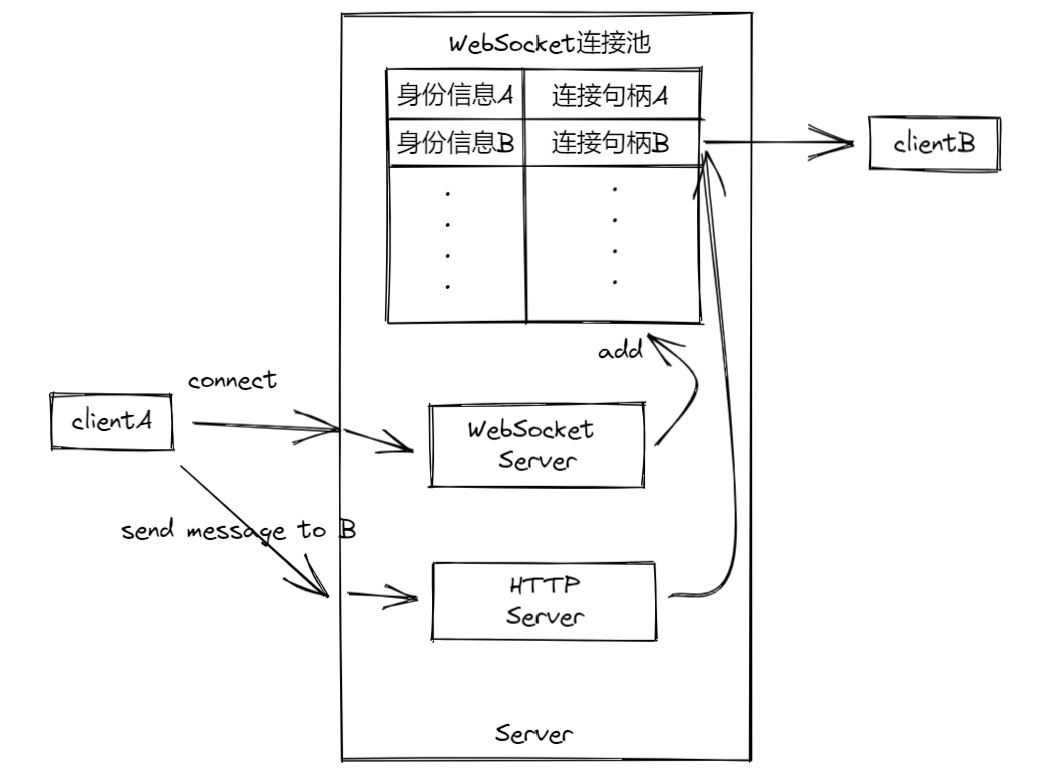 WebSocket连接池
身份信息A 连接句柄A
身份信息B 连接句柄B
clientB
add
connect
clientA
WebSocket
Server
send message to B
HTTP
Server
Server